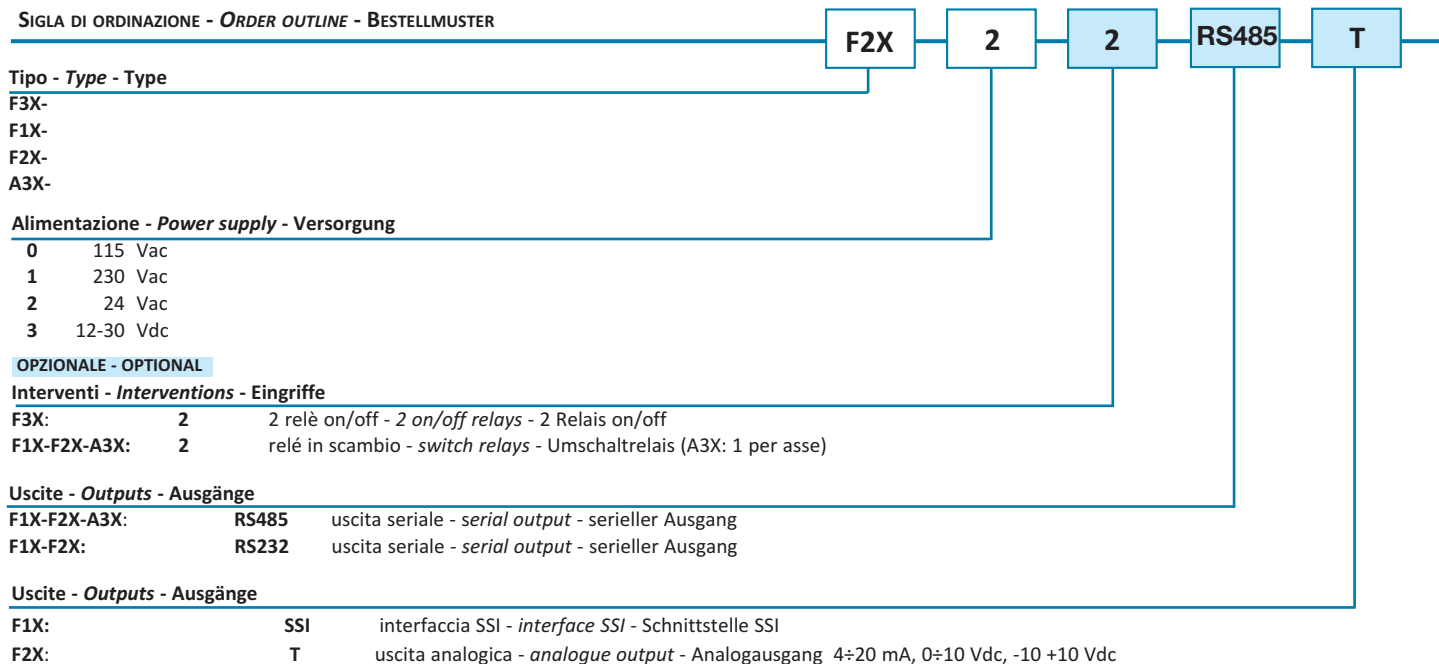 SIGLA DI ORDINAZIONE - ORDER OUTLINE - BESTELLMUSTER
F2X 2 2 RS485 T
Tipo - Type - Type
F3X-
F1X-
F2X-
A3X-
Alimentazione - Power supply - Versorgung
0 115 Vac
1 230 Vac
2 24 Vac
3 12-30 Vdc
OPZIONALE - OPTIONAL
Interventi - Interventions - Eingriffe
F3X: 2 2 relè on/off - 2 on/off relays - 2 Relais on/off
F1X-F2X-A3X: 2 relé in scambio - switch relays - Umschaltrelais (A3X: 1 per asse)
Uscite - Outputs - Ausgänge
F1X-F2X-A3X: RS485 uscita seriale - serial output - serieller Ausgang
F1X-F2X: RS232 uscita seriale - serial output - serieller Ausgang
Uscite - Outputs - Ausgänge
F1X: SSI interfaccia SSI - interface SSI - Schnittstelle SSI
F2X: T uscita analogica - analogue output - Analogausgang 4÷20 mA, 0÷10 Vdc, -10 +10 Vdc